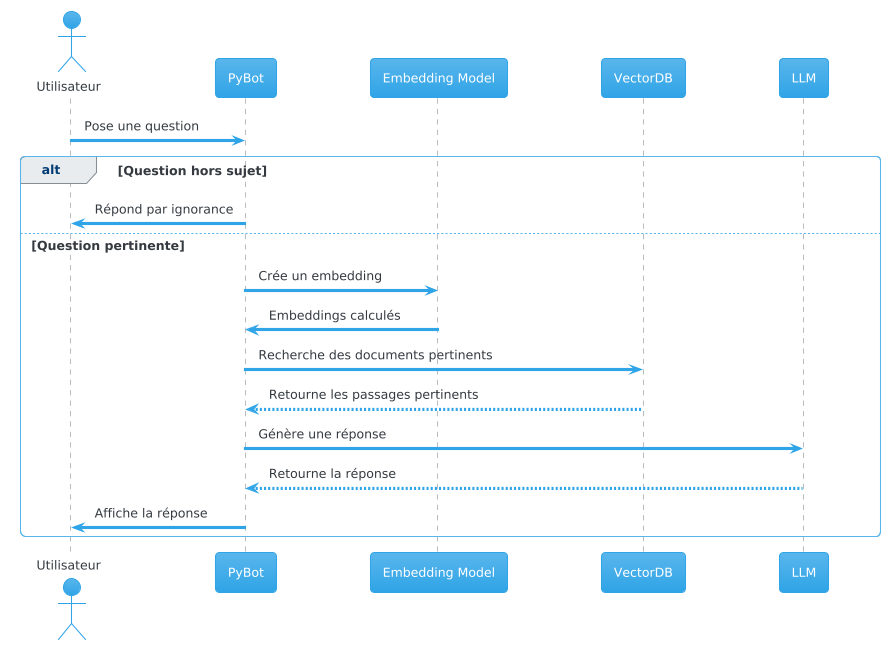 Utilisateur
PyBot
Embedding Model
VectorDB
LLM
Pose une question
alt
[Question hors sujet]
Répond par ignorance
[Question pertinente]
Crée un embedding
Embeddings calculés
Recherche des documents pertinents
Retourne les passages pertinents
Génère une réponse
Retourne la réponse
Affiche la réponse
Utilisateur
PyBot
Embedding Model
VectorDB
LLM